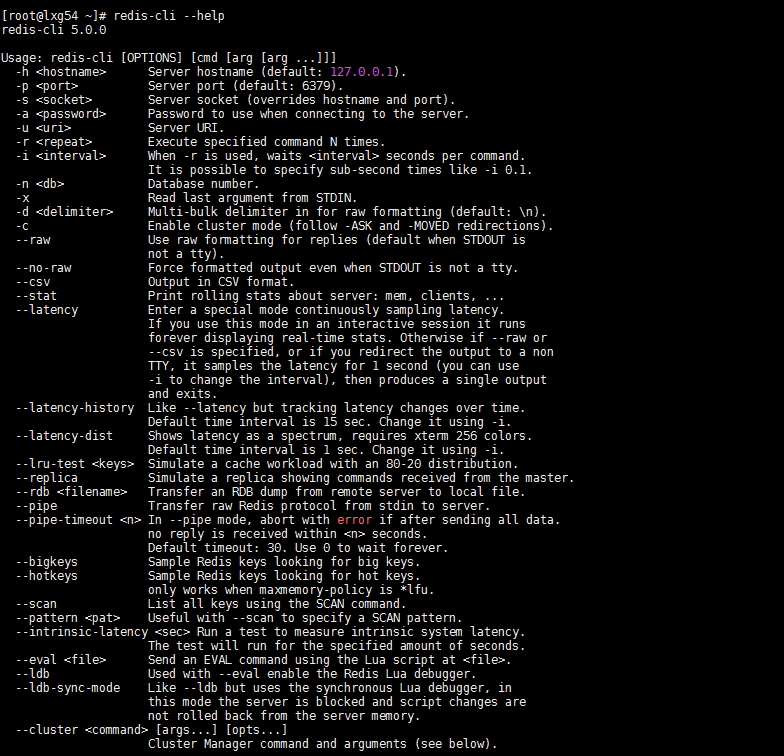 [root@lxg54 ~]# redis-cli --help
redis-cli 5.0.0

Usage: redis-cli [OPTIONS] [cmd [arg [arg ...]]]
  -h <hostname>      Server hostname (default: 127.0.0.1).
  -p <port>          Server port (default: 6379).
  -s <socket>        Server socket (overrides hostname and port).
  -a <password>      Password to use when connecting to the server.
  -u <uri>           Server URI.
  -r <repeat>        Execute specified command N times.
  -i <interval>      When -r is used, waits <interval> seconds per command.
                     It is possible to specify sub-second times like -i 0.1.
  -n <db>            Database number.
  -x                 Read last argument from STDIN.
  -d <delimiter>     Multi-bulk delimiter in for raw formatting (default: \n).
  -c                 Enable cluster mode (follow -ASK and -MOVED redirections).
  --raw              Use raw formatting for replies (default when STDOUT is
                     not a tty).
  --no-raw           Force formatted output even when STDOUT is not a tty.
  --csv              Output in CSV format.
  --stat             Print rolling stats about server: mem, clients, ...
  --latency          Enter a special mode continuously sampling latency.
                     If you use this mode in an interactive session it runs
                     forever displaying real-time stats. Otherwise if --raw or
                     --csv is specified, or if you redirect the output to a non
                     TTY, it samples the latency for 1 second (you can use
                     -i to change the interval), then produces a single output
                     and exits.
  --latency-history  Like --latency but tracking latency changes over time.
                     Default time interval is 15 sec. Change it using -i.
  --latency-dist     Shows latency as a spectrum, requires xterm 256 colors.
                     Default time interval is 1 sec. Change it using -i.
  --lru-test <keys>  Simulate a cache workload with an 80-20 distribution.
  --replica          Simulate a replica showing commands received from the master.
  --rdb <filename>   Transfer an RDB dump from remote server to local file.
  --pipe             Transfer raw Redis protocol from stdin to server.
  --pipe-timeout <n> In --pipe mode, abort with error if after sending all data.
                     no reply is received within <n> seconds.
                     Default timeout: 30. Use 0 to wait forever.
  --bigkeys          Sample Redis keys looking for big keys.
  --hotkeys          Sample Redis keys looking for hot keys.
                     only works when maxmemory-policy is *lfu.
  --scan             List all keys using the SCAN command.
  --pattern <pat>    Useful with --scan to specify a SCAN pattern.
  --intrinsic-latency <sec> Run a test to measure intrinsic system latency.
                     The test will run for the specified amount of seconds.
  --eval <file>      Send an EVAL command using the Lua script at <file>.
  --ldb              Used with --eval enable the Redis Lua debugger.
  --ldb-sync-mode    Like --ldb but uses the synchronous Lua debugger, in
                     this mode the server is blocked and script changes are
                     not rolled back from the server memory.
  --cluster <command> [args...] [opts...]
                     Cluster Manager command and arguments (see below).